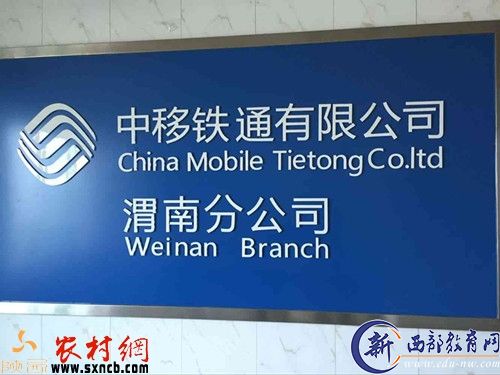 中移铁通有限公司
China Mobile Tietong Co.ltd
渭南分公司
Weinan Branch
农村網
www.sxncb.com
新西部教育网
www.edu-nw.com